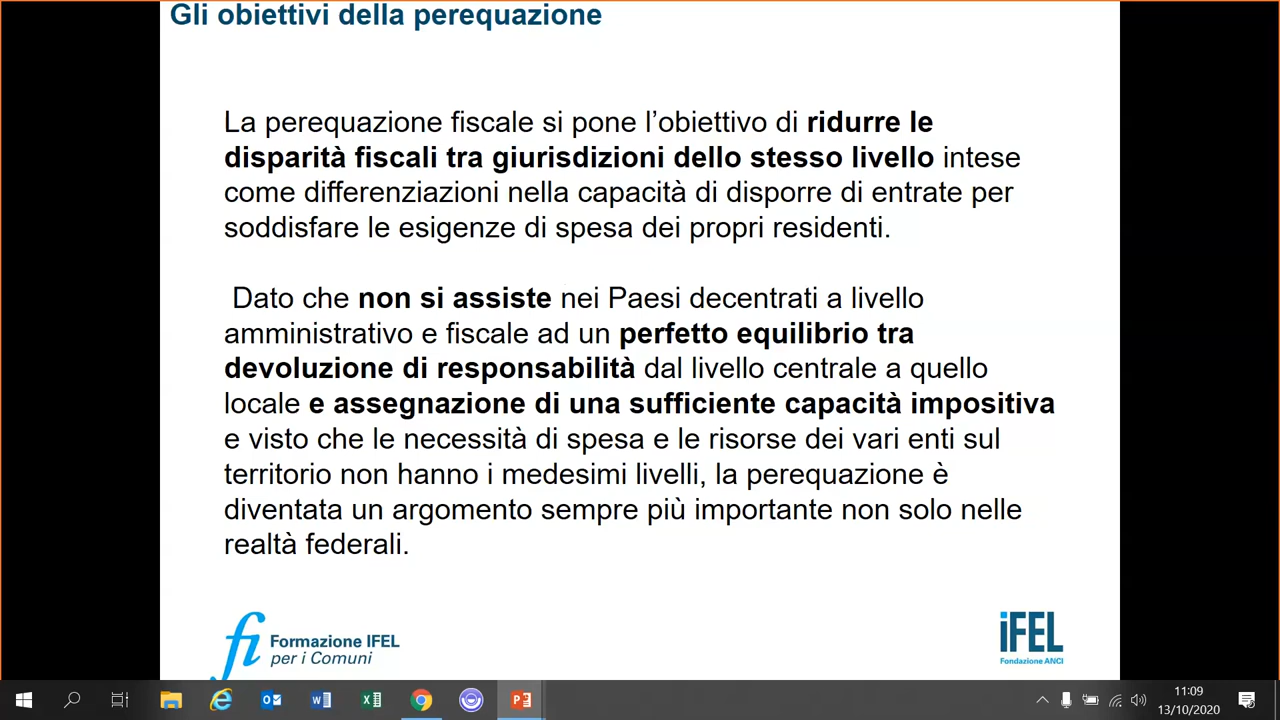 Gli obiettivi della perequazione
La perequazione fiscale si pone l’obiettivo di ridurre le
disparità fiscali tra giurisdizioni dello stesso livello intese
come differenziazioni nella capacità di disporre di entrate per
soddisfare le esigenze di spesa dei propri residenti.
Dato che non si assiste nei Paesi decentrati a livello
amministrativo e fiscale ad un perfetto equilibrio tra
devoluzione di responsabilità dal livello centrale a quello
locale e assegnazione di una sufficiente capacità impositiva
e visto che le necessità di spesa e le risorse dei vari enti sul
territorio non hanno i medesimi livelli, la perequazione è
diventata un argomento sempre più importante non solo nelle
realtà federali.
fi Formazione IFEL
per i Comuni
iFEL
Fondazione ANCI
11:09
13/10/2020